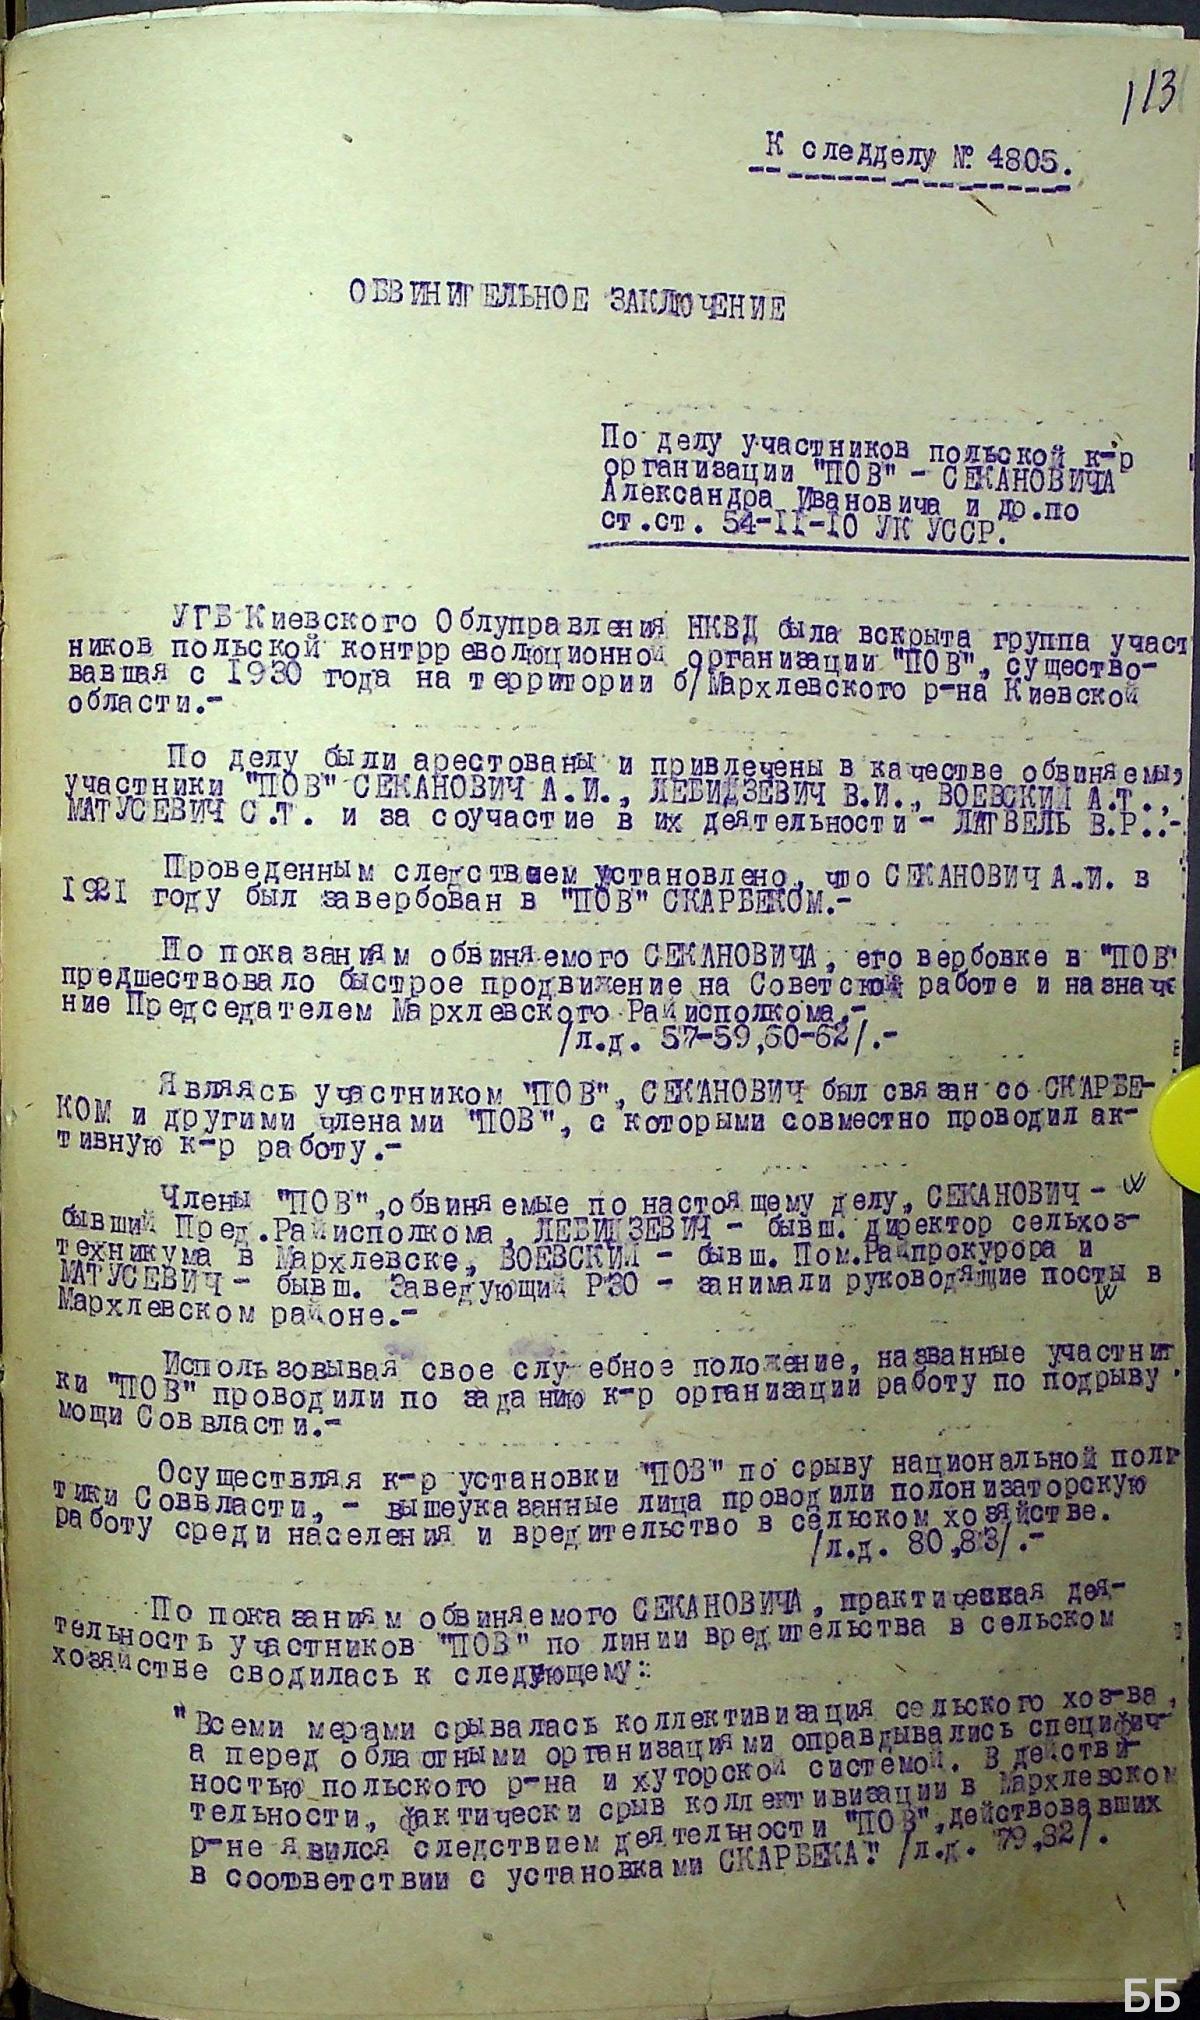 113
К следделу № 4805.
ОБВИНИТЕЛЬНОЕ ЗАКЛЮЧЕНИЕ
По делу участников польской к-р
организации "ПОВ" - СЕКАНОВИЧА
Александра Ивановича и др.по
ст.ст. 54-II-IO УК УССР.
УГБ Киевского Облуправления НКВД была вскрыта группа участ
ников польской контрреволюционной организации "ПОВ", существо-
вавшая с I930 года на территории б/Мархлевского р-на Киевской
области.-
По делу были арестованы и привлечены в качестве обвиняемы,
участники "ПОВ" СЕКАНОВИЧ А.И., ЛЕБИДЗЕВИЧ В.И., ВОЕВСКИЙ А.Т.,
МАТУСЕВИЧ С.Т. и за соучастие в их деятельности - ЛЯГВЕЛЬ В.Р..-
Проведенным следствием установлено, что СЕКАНОВИЧ А.И. в
I921 году был завербован в "ПОВ" СКАРБЕКОМ.-
По показаниям обвиняемого СЕКАНОВИЧА, его вербовке в "ПОВ"
предшествовало быстрое продвижение на Советской работе и назначе
ние Председателем Мархлевского Райисполкома.-
/л.д. 57-59,60-62/.-
Являясь участником "ПОВ", СЕКАНОВИЧ был связан со СКАРБЕ-
КОМ и другими членами "ПОВ", с которыми совместно проводил ак-
тивную к-р работу.-
Члены "ПОВ",обвиняемые по настоящему делу, СЕКАНОВИЧ -
бывший Пред.Райисполкома, ЛЕБИДЗЕВИЧ - бывш. директор сельхоз-
техникума в Мархлевске, ВОЕВСКИЙ - бывш. Пом.Райпрокурора и
МАТУСЕВИЧ - бывш. Заведующий РЗО - занимали руководящие посты в
Мархлевском районе.-
Использовывая свое служебное положение, названные участни
ки "ПОВ" проводили по заданию к-р организации работу по подрыву
мощи Соввласти.-
Осуществляя к-р установки "ПОВ" по срыву национальной поли
тики Соввласти, - вышеуказанные лица проводили полонизаторскую
работу среди населения и вредительство в сельском хозяйстве.
/л.д. 80,83/.-
По показаниям обвиняемого СЕКАНОВИЧА, практическая дея-
тельность участников "ПОВ" по линии вредительства в сельском
хозяйстве сводилась к следующему:
"Всеми мерами срывалась коллективизация сельского хоз-ва,
а перед областными организациями оправдывались специфич-
ностью польского р-на и хуторской системой. В действи-
тельности, фактически срыв коллективизации в Мархлевском
р-не явился следствием деятельности "ПОВ",действовавших
в соответствии с установками СКАРБЕКА". /л.д. 79,82/.
ББ